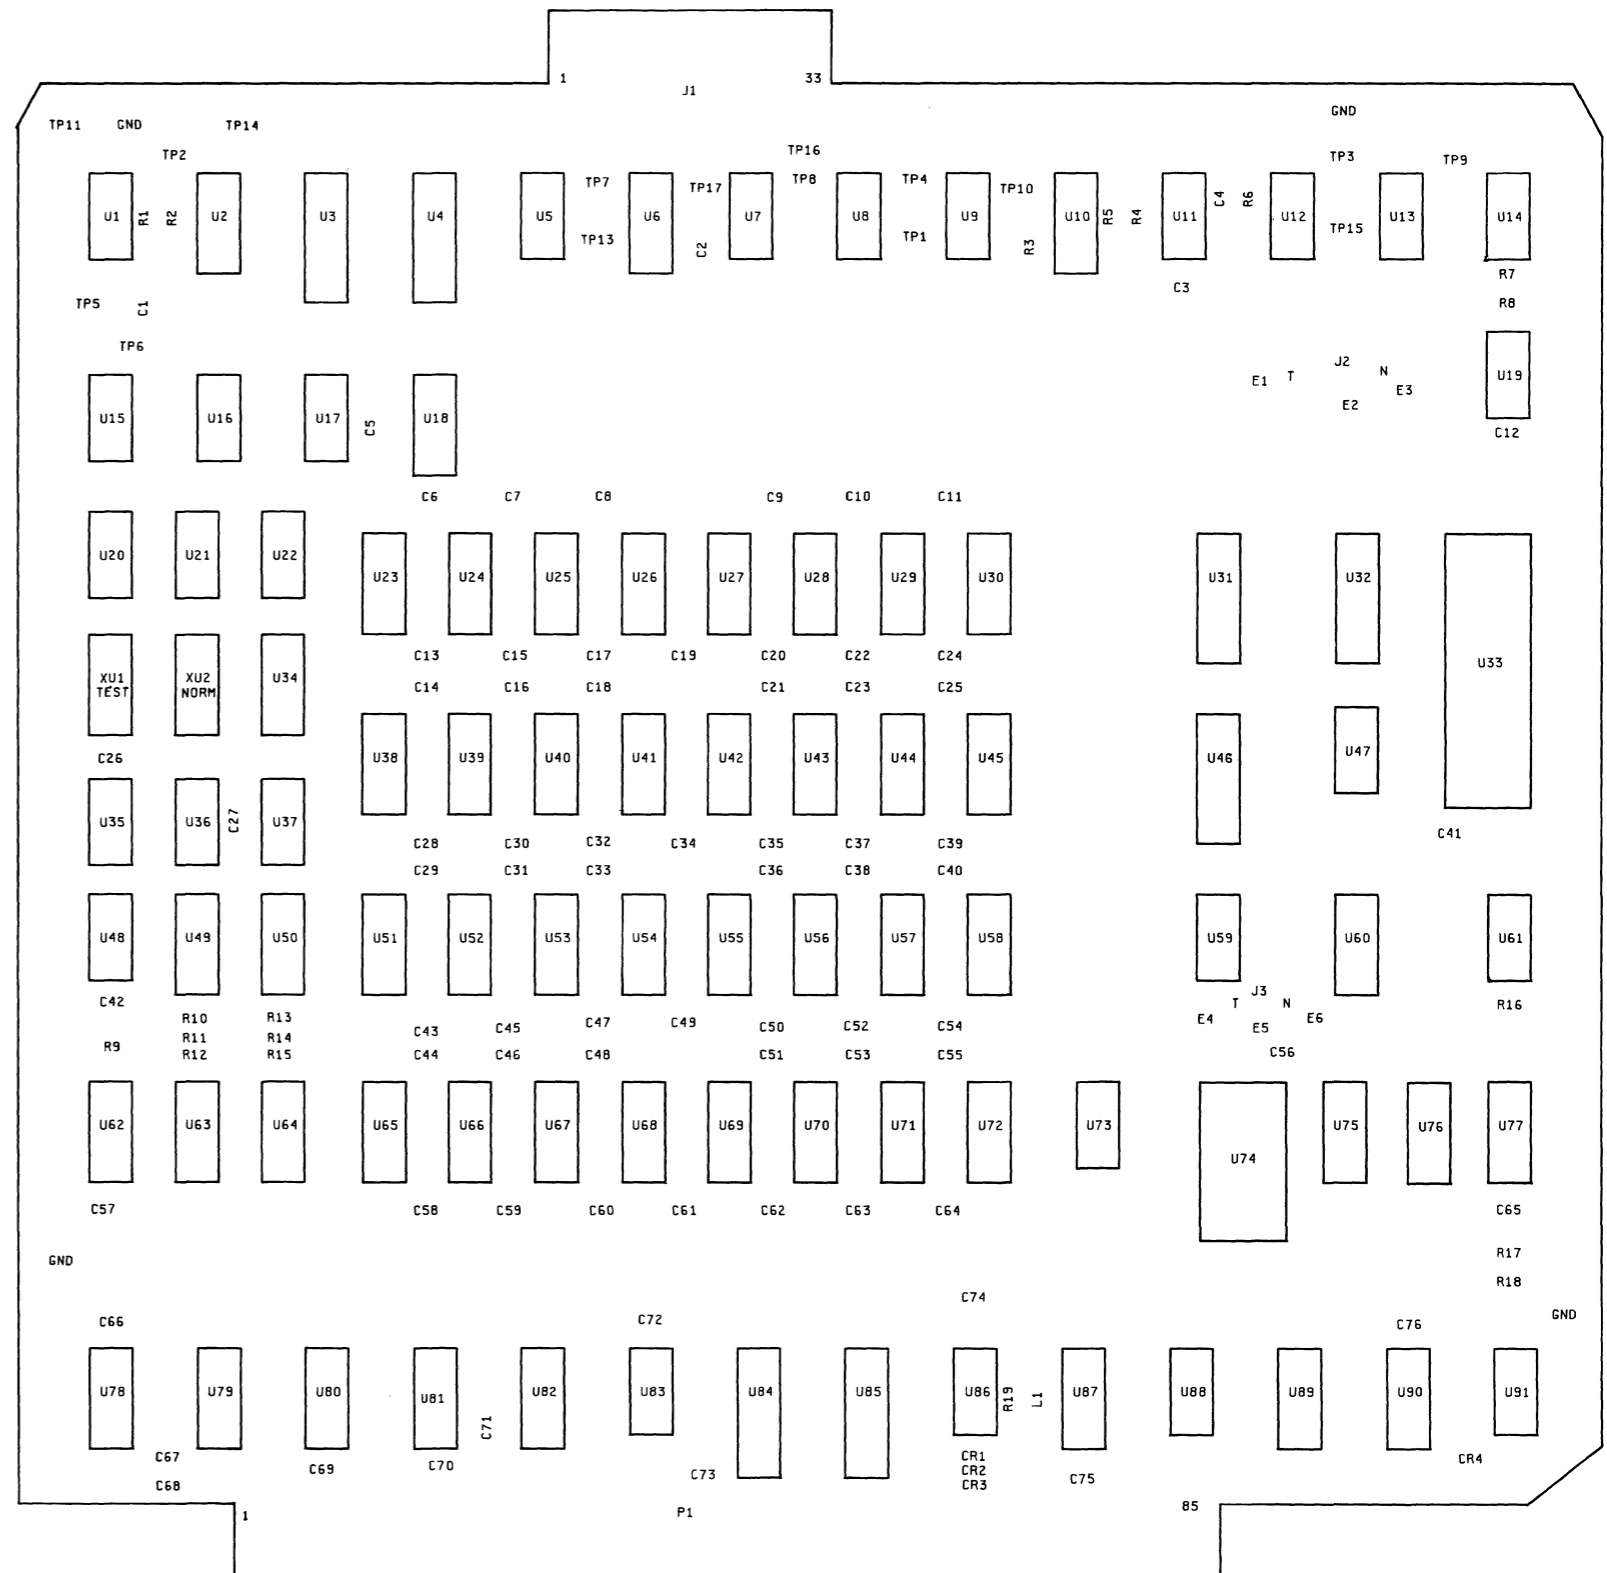 1 33
J1
GND
TP11 GND TP14
TP16
TP2 TP3 TP9
TP7 TP17 TP8 TP4 TP10
U1 R1 R2 U2 U3 U4 U5 U6 U7 U8 U9 U10 R5 R4 U11 C4 R6 U12 U13 U14
TP13 C2 TP1 R3 TP15
R7
C3
TP5 C1 R8
TP6
J2
E1 T N E3 U19
E2
U15 U16 U17 C5 U18 C12
C6 C7 C8 C9 C10 C11
U20 U21 U22
U23 U24 U25 U26 U27 U28 U29 U30 U31 U32
C13 C15 C17 C19 C20 C22 C24
U33
XU1 XU2 U34
TEST NORM
C14 C16 C18 C21 C23 C25
U47
C26 U38 U39 U40 U41 U42 U43 U44 U45 U46
U35 U36 C27 U37
C41
C28 C30 C32 C34 C35 C37 C39
C29 C31 C33 C36 C38 C40
U48 U49 U50 U51 U52 U53 U54 U55 U56 U57 U58 U59 U60 U61
J3
C42 T N R16
R10 R13 E4 E6
C43 C45 C47 C49 C50 C52 C54 E5
R11 R14
R9
R12 R15 C44 C46 C48 C51 C53 C55 C56
U62 U63 U64 U65 U66 U67 U68 U69 U70 U71 U72 U73 U75 U76 U77
U74
C57 C58 C59 C60 C61 C62 C63 C64 C65
GND R17
R18
C74
C66 C72 C76 GND
U78 U79 U80 U81 U82 U83 U84 U85 U86 R19 L1 U87 U88 U89 U90 U91
C71
C67 C69 C70 C73 CR1 CR4
CR2
C68 CR3 C75
1 P1 85